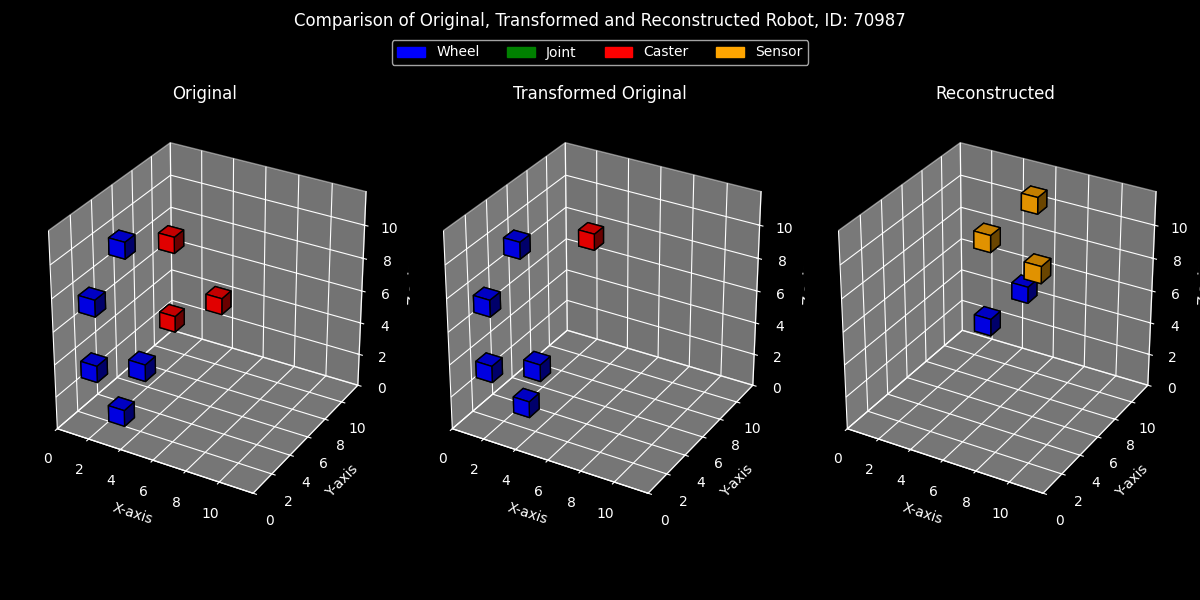 Comparison of Original, Transformed and Reconstructed Robot, ID: 70987
Wheel Joint Caster Sensor
Original Transformed Original Reconstructed
10 10 10
8 8 8
6 6 6
4 4 4
2 2 2
0 0 0
10 10 10
8 8 8
6 6 6
4 4 4
2 2 2
0 0 0
0 2 4 6 8 10 0 2 4 6 8 10 0 2 4 6 8 10
X-axis Y-axis X-axis Y-axis X-axis Y-axis